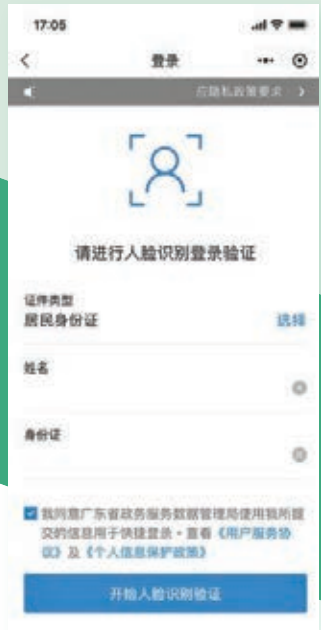 17:05
登录
应隐私政策要求
请进行人脸识别登录验证
证件类型
居民身份证
选择
姓名
身份证
我同意广东省政务服务数据管理局使用我所提
交的信息用于快捷登录，查看《用户服务协
议》及《个人信息保护政策》
开始人脸识别验证